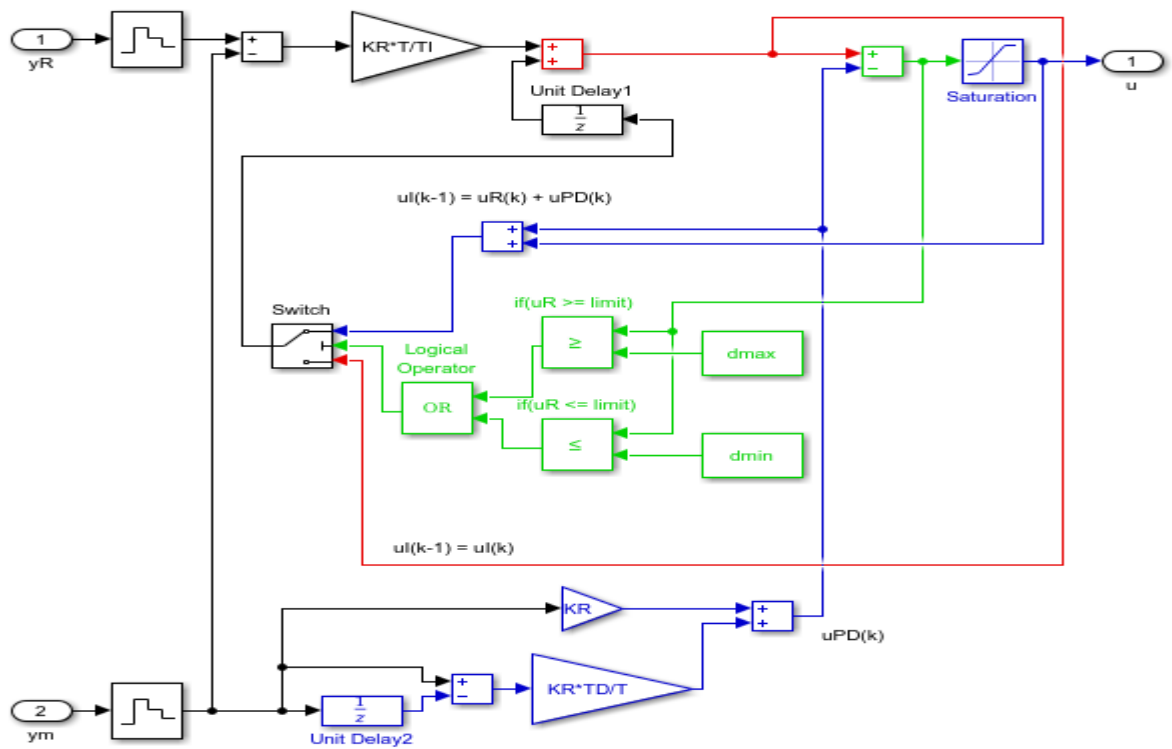 1
yR
+
−
KR*T/TI
+
+
Unit Delay1
1
z
+
−
Saturation
1
u
uI(k-1) = uR(k) + uPD(k)
+
+
Switch
if(uR >= limit)
≥
dmax
Logical
Operator
OR
if(uR <= limit)
≤
dmin
uI(k-1) = uI(k)
KR
+
+
uPD(k)
+
−
KR*TD/T
2
ym
1
z
Unit Delay2